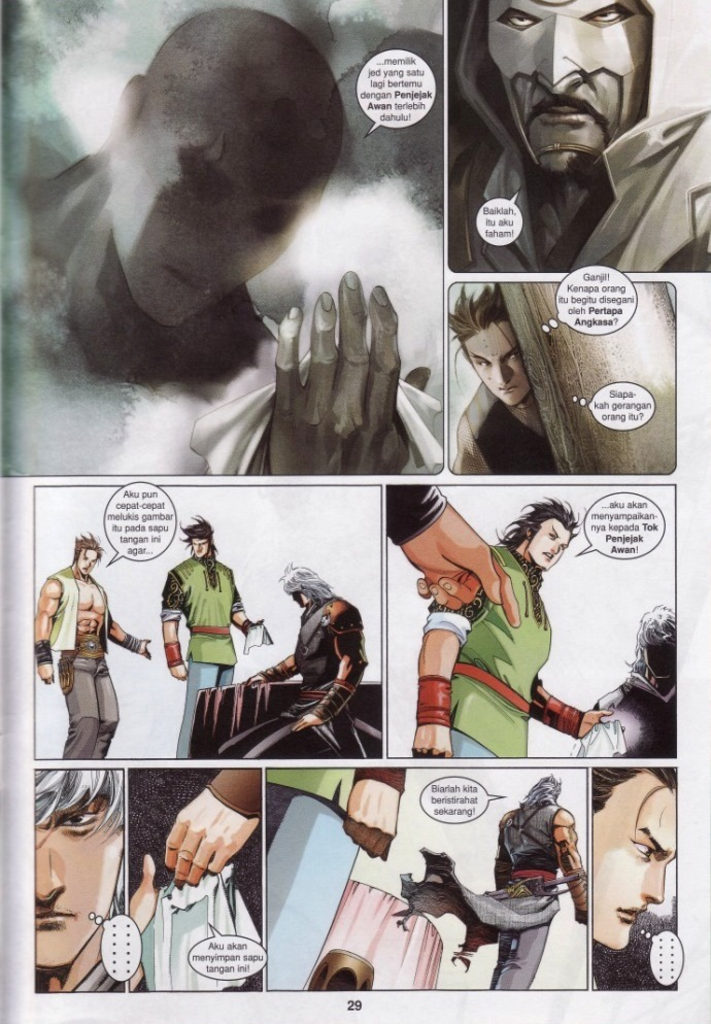 ...memilik
jed yang satu
lagi bertemu
dengan Penjejak
Awan terlebih
dahulu!
Baiklah,
itu aku
faham!
Ganjil!
Kenapa orang
itu begitu disegani
oleh Pertapa
Angkasa?
Siapa-
kah gerangan
orang itu?
Aku pun
cepat-cepat
melukis gambar
itu pada sapu
tangan ini
agar...
...aku akan
menyampaikan-
nya kepada Tok
Penjejak
Awan!
Aku akan
menyimpan sapu
tangan ini!
Biarlah kita
beristirahat
sekarang!
29